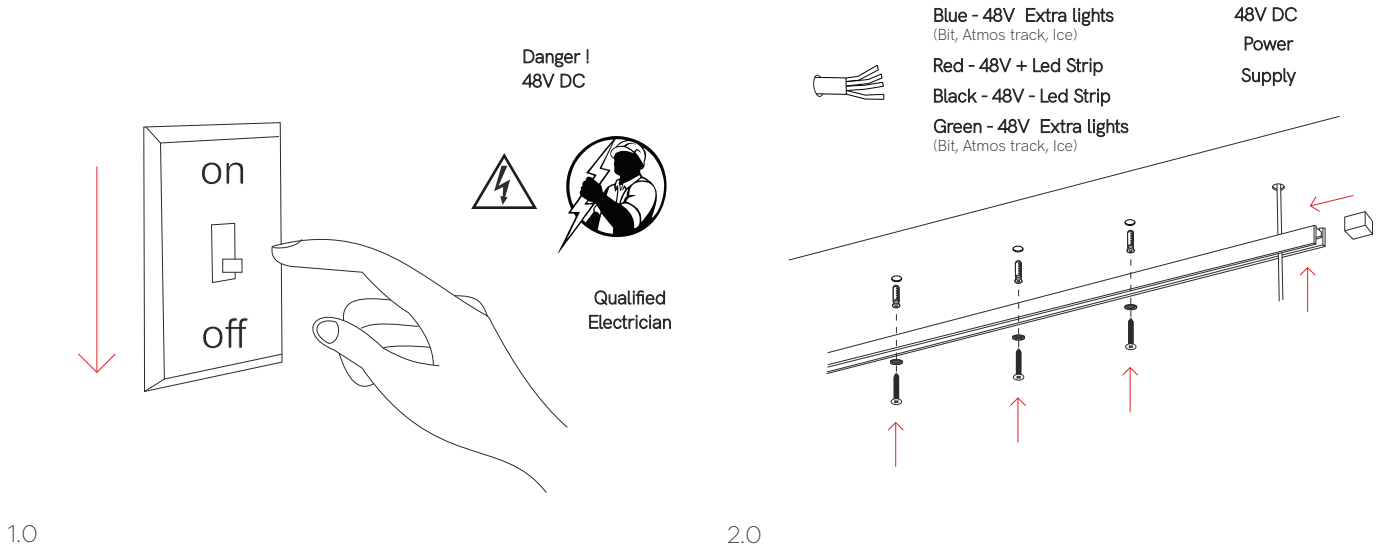 Danger !
48V DC
on
off
Qualified
Electrician
1.0
Blue - 48V Extra lights
(Bit, Atmos track, Ice)
Red - 48V + Led Strip
Black - 48V - Led Strip
Green - 48V Extra lights
(Bit, Atmos track, Ice)
48V DC
Power
Supply
2.0